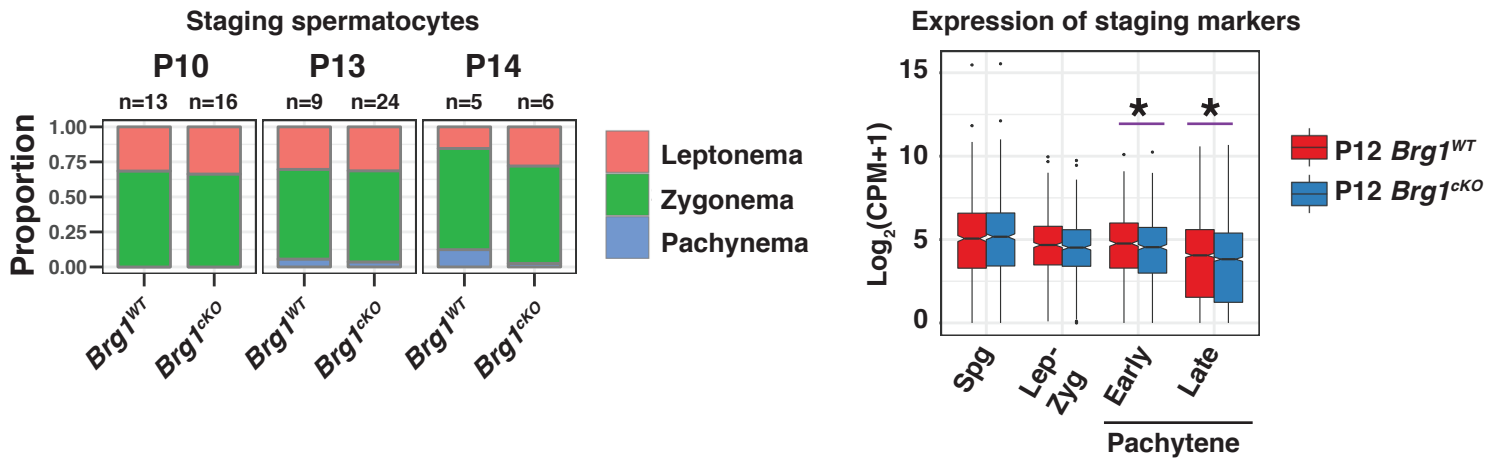 Staging spermatocytes
P10 P13 P14
n=13 n=16 n=9 n=24 n=5 n=6
Proportion
1.00
0.75
0.50
0.25
0.00
Brg1WT Brg1cKO Brg1WT Brg1cKO Brg1WT Brg1cKO
Leptonema
Zygonema
Pachynema
Expression of staging markers
Log2(CPM+1)
15
10
5
0
* *
Spg
Lep-
Zyg
Early
Late
Pachytene
P12 Brg1WT
P12 Brg1cKO